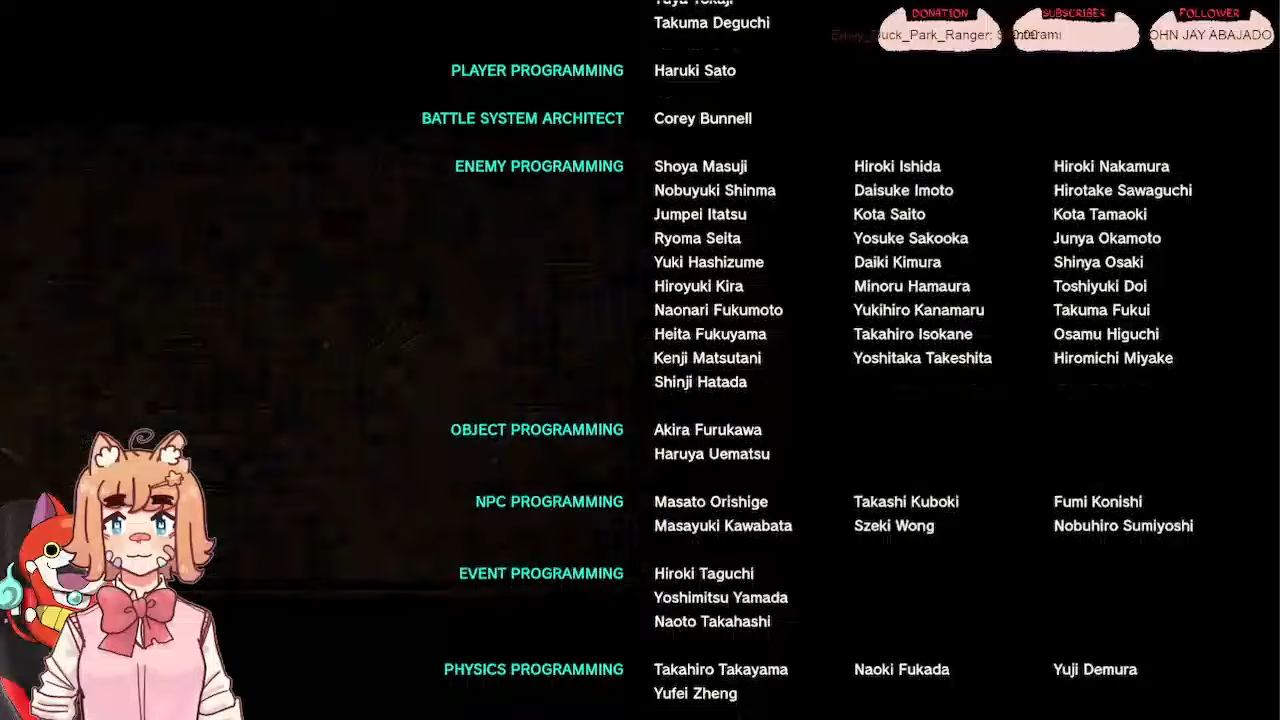 DONATION SUBSCRIBER FOLLOWER
Duck_Park_Ranger: OHN JAY ABAJADO
Takuma Deguchi
PLAYER PROGRAMMING Haruki Sato
BATTLE SYSTEM ARCHITECT Corey Bunnell
ENEMY PROGRAMMING Shoya Masuji Hiroki Ishida Hiroki Nakamura
Nobuyuki Shinma Daisuke Imoto Hirotake Sawaguchi
Jumpei Itatsu Kota Saito Kota Tamaoki
Ryoma Seita Yosuke Sakooka Junya Okamoto
Yuki Hashizume Daiki Kimura Shinya Osaki
Hiroyuki Kira Minoru Hamaura Toshiyuki Doi
Naonari Fukumoto Yukihiro Kanamaru Takuma Fukui
Heita Fukuyama Takahiro Isokane Osamu Higuchi
Kenji Matsutani Yoshitaka Takeshita Hiromichi Miyake
Shinji Hatada
OBJECT PROGRAMMING Akira Furukawa
Haruya Uematsu
NPC PROGRAMMING Masato Orishige Takashi Kuboki Fumi Konishi
Masayuki Kawabata Szeki Wong Nobuhiro Sumiyoshi
EVENT PROGRAMMING Hiroki Taguchi
Yoshimitsu Yamada
Naoto Takahashi
PHYSICS PROGRAMMING Takahiro Takayama Naoki Fukada Yuji Demura
Yufei Zheng